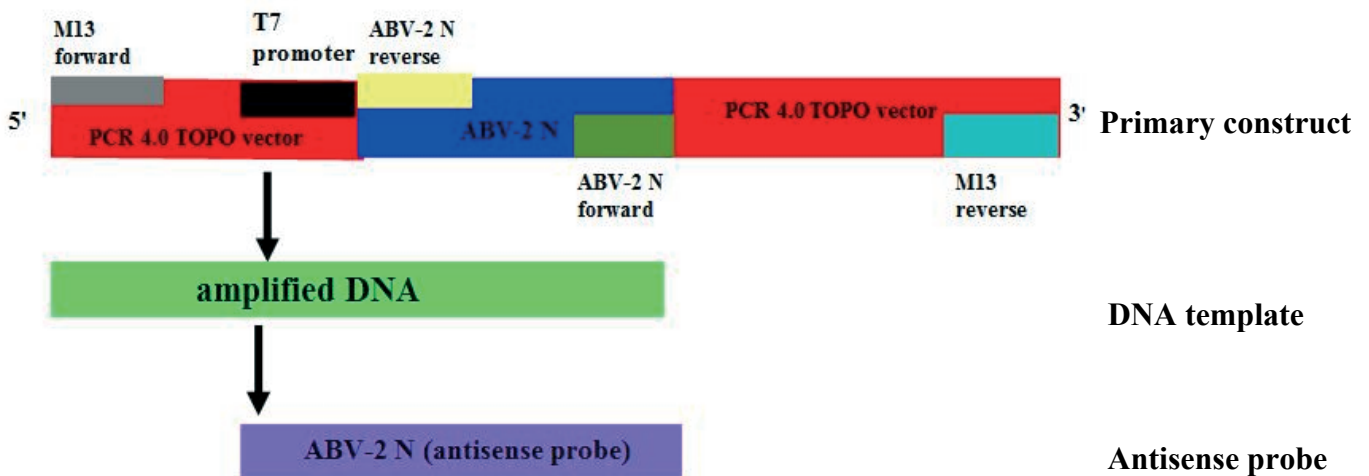 M13
forward
T7
promoter
ABV-2 N
reverse
5'
PCR 4.0 TOPO vector
ABV-2 N
PCR 4.0 TOPO vector
3'
Primary construct
ABV-2 N
forward
M13
reverse
amplified DNA
DNA template
ABV-2 N (antisense probe)
Antisense probe